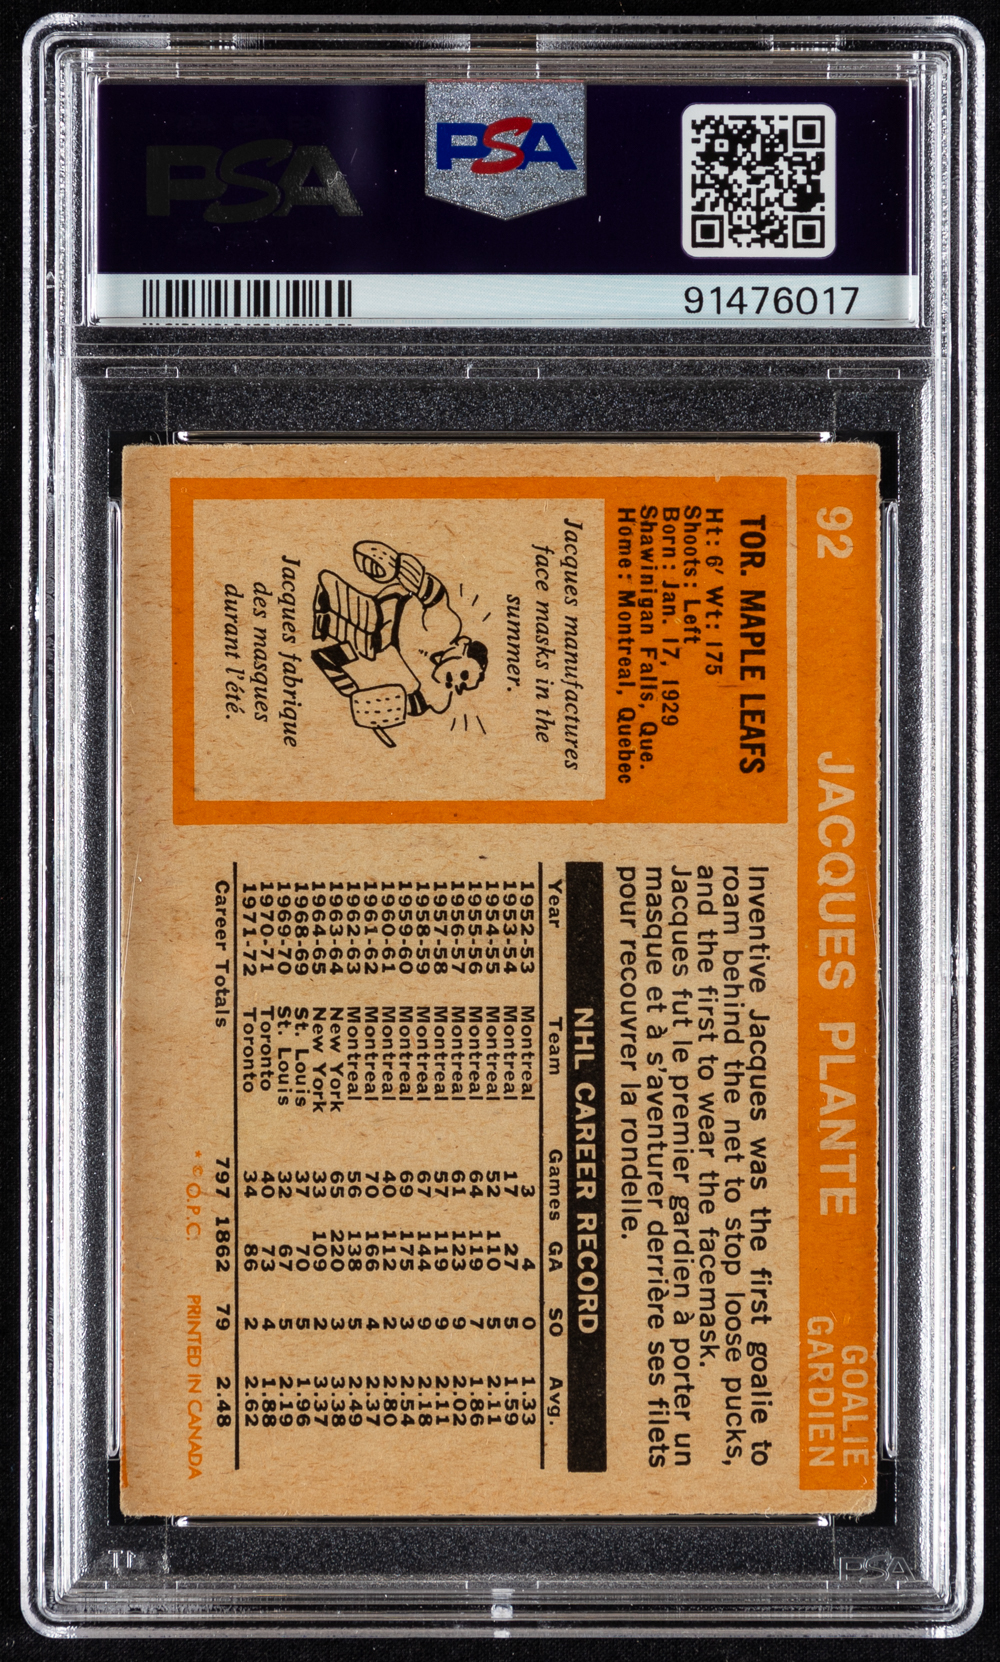 PSA
PSA
91476017
92 JACQUES PLANTE
GOALIE
GARDIEN
TOR. MAPLE LEAFS
Ht: 6' Wt: 175
Shoots: Left
Born: Jan. 17, 1929
Shawinigan Falls, Que.
Home: Montreal, Quebec
Jacques manufactures
face masks in the
summer.
Jacques fabrique
des masques
durant l'été.
Inventive Jacques was the first goalie to
roam behind the net to stop loose pucks,
and the first to wear the facemask.
Jacques fut le premier gardien à porter un
masque et à s'aventurer derrière ses filets
pour recouvrer la rondelle.
NHL CAREER RECORD
Year Team Games GA SO Avg.
1952-53 Montreal 3 4 0 1.33
1953-54 Montreal 17 27 5 1.59
1954-55 Montreal 52 110 5 2.11
1955-56 Montreal 64 119 7 1.86
1956-57 Montreal 61 123 9 2.02
1957-58 Montreal 57 119 9 2.11
1958-59 Montreal 67 144 9 2.18
1959-60 Montreal 69 175 3 2.54
1960-61 Montreal 40 112 2 2.80
1961-62 Montreal 70 166 4 2.37
1962-63 Montreal 56 138 5 2.49
1963-64 New York 65 220 3 3.38
1964-65 New York 33 109 2 3.37
1968-69 St. Louis 37 70 5 1.96
1969-70 St. Louis 32 67 5 2.19
1970-71 Toronto 40 73 4 1.88
1971-72 Toronto 34 86 2 2.62
Career Totals 797 1862 79 2.48
* © O.P.C. PRINTED IN CANADA
PSA